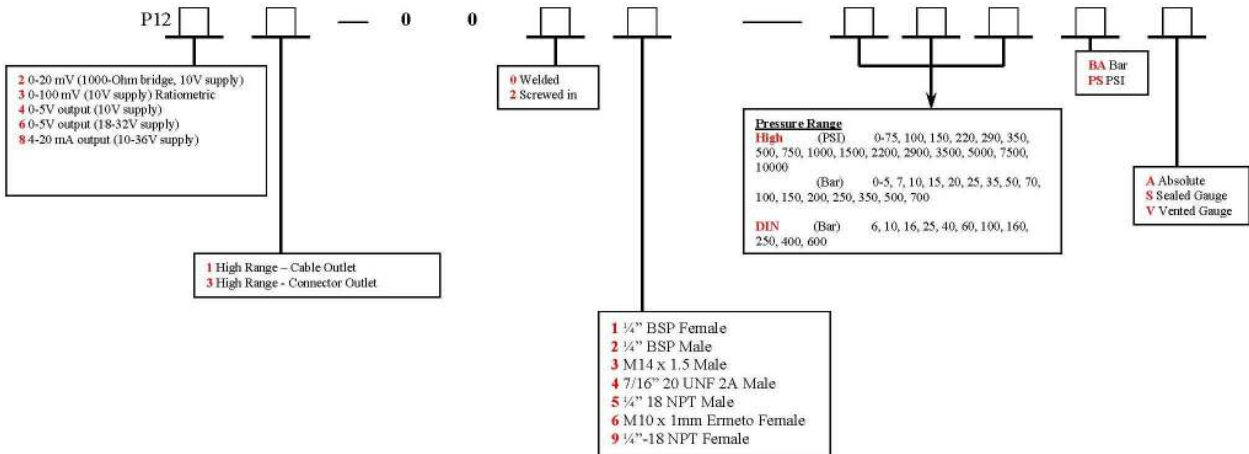 P12 — 0 0 —
2 0-20 mV (1000-Ohm bridge, 10V supply)
3 0-100 mV (10V supply) Ratiometric
4 0-5V output (10V supply)
6 0-5V output (18-32V supply)
8 4-20 mA output (10-36V supply)
0 Welded
2 Screwed in
BA Bar
PS PSI
Pressure Range
High (PSI) 0-75, 100, 150, 220, 290, 350,
500, 750, 1000, 1500, 2200, 2900, 3500, 5000, 7500,
10000
(Bar) 0-5, 7, 10, 15, 20, 25, 35, 50, 70,
100, 150, 200, 250, 350, 500, 700
DIN (Bar) 6, 10, 16, 25, 40, 60, 100, 160,
250, 400, 600
A Absolute
S Sealed Gauge
V Vented Gauge
1 High Range – Cable Outlet
3 High Range - Connector Outlet
1 ¼” BSP Female
2 ¼” BSP Male
3 M14 x 1.5 Male
4 7/16” 20 UNF 2A Male
5 ¼” 18 NPT Male
6 M10 x 1mm Ermeto Female
9 ¼”-18 NPT Female